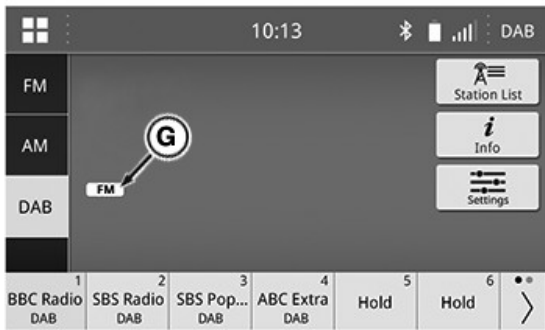 10:13
DAB
FM
AM
DAB
Station List
i
Info
Settings
G
FM
1
BBC Radio
DAB
2
SBS Radio
DAB
3
SBS Pop...
DAB
4
ABC Extra
DAB
5
Hold
6
Hold